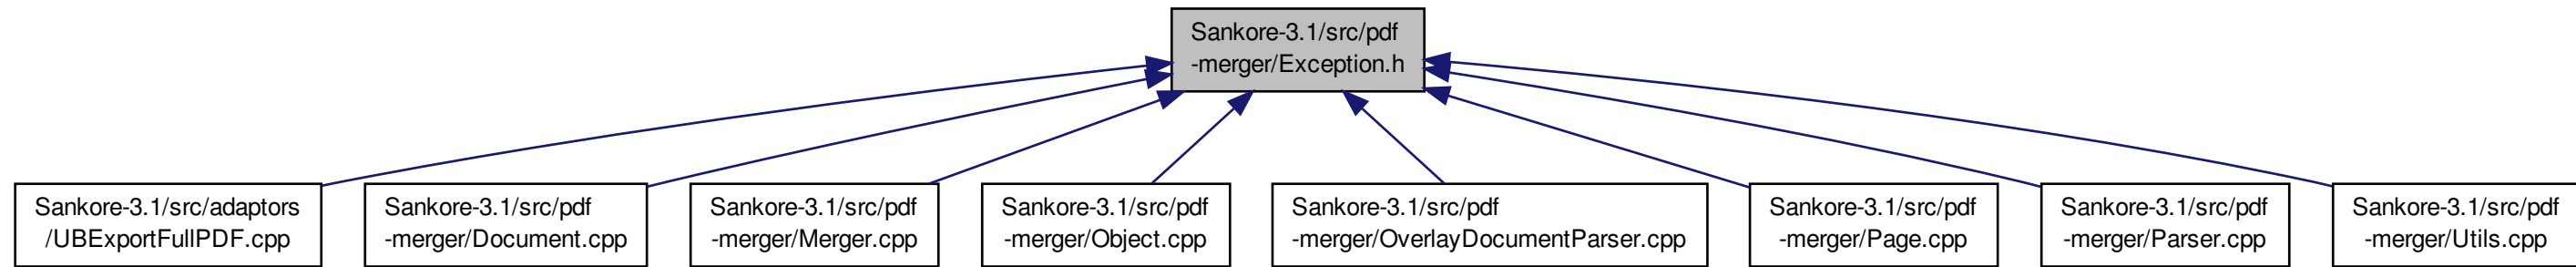 Sankore-3.1/src/pdf
-merger/Exception.h
Sankore-3.1/src/adaptors
/UBExportFullPDF.cpp
Sankore-3.1/src/pdf
-merger/Document.cpp
Sankore-3.1/src/pdf
-merger/Merger.cpp
Sankore-3.1/src/pdf
-merger/Object.cpp
Sankore-3.1/src/pdf
-merger/OverlayDocumentParser.cpp
Sankore-3.1/src/pdf
-merger/Page.cpp
Sankore-3.1/src/pdf
-merger/Parser.cpp
Sankore-3.1/src/pdf
-merger/Utils.cpp